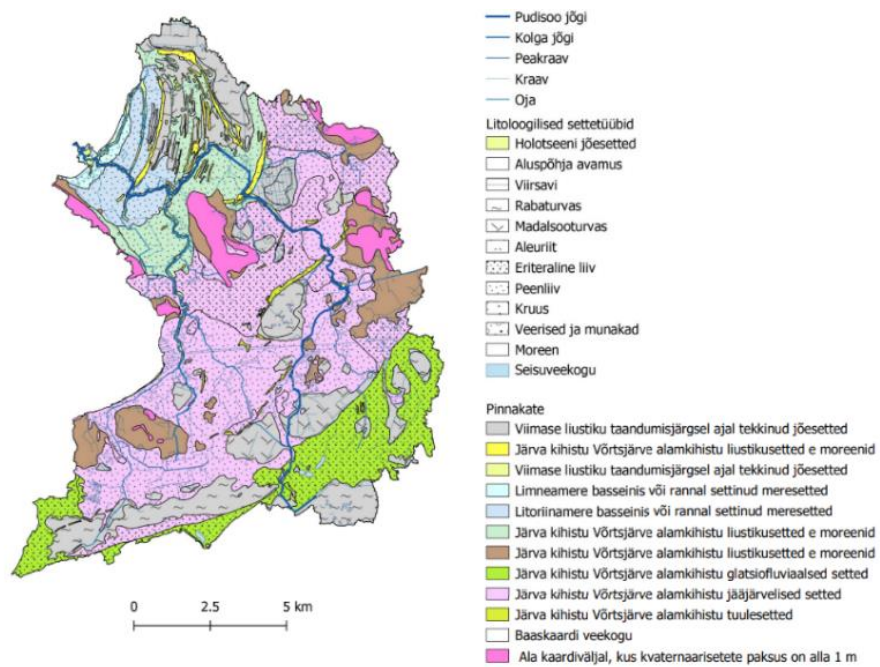 Pudisoo jõgi
Kolga jõgi
Peakraav
Kraav
Oja
Litoloogilised settetüübid
Holotseeni jõesetted
Aluspõhja avamus
Viirsavi
Rabaturvas
Madalsooturvas
Aleuriit
Eriteraline liiv
Peenliiv
Kruus
Veerised ja munakad
Moreen
Seisuveekogu
Pinnakate
Viimase liustiku taandumisjärgsel ajal tekkinud jõesetted
Järva kihistu Võrtsjärve alamkihistu liustikusetted e moreenid
Viimase liustiku taandumisjärgsel ajal tekkinud jõesetted
Limneamere basseinis või rannal settinud meresetted
Litoriinamere basseinis või rannal settinud meresetted
Järva kihistu Võrtsjärve alamkihistu liustikusetted e moreenid
Järva kihistu Võrtsjärve alamkihistu liustikusetted e moreenid
Järva kihistu Võrtsjärve alamkihistu glatsiofluviaalsed setted
Järva kihistu Võrtsjärve alamkihistu jääjärvelised setted
Järva kihistu Võrtsjärve alamkihistu tuulesetted
Baaskaardi veekogu
Ala kaardiväljal, kus kvaternaarisetete paksus on alla 1 m
0 2.5 5 km